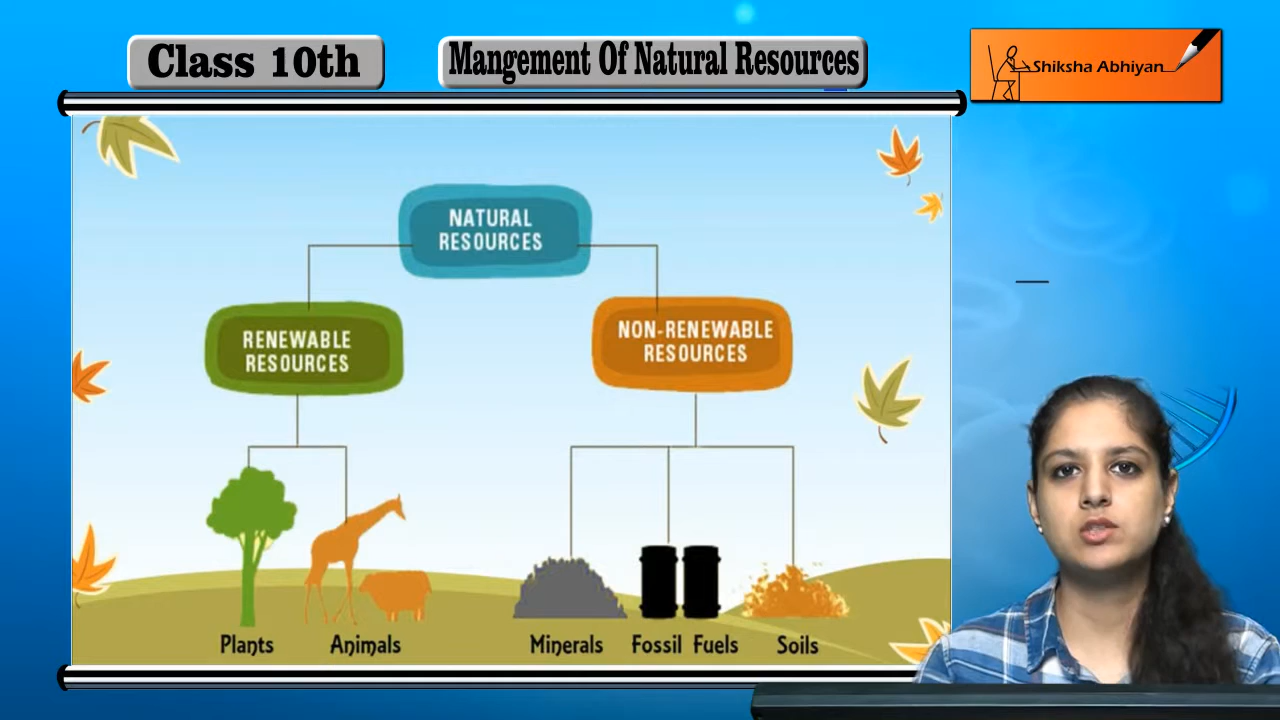 Class 10th
Mangement Of Natural Resources
Shiksha Abhiyan
NATURAL
RESOURCES
RENEWABLE
RESOURCES
NON-RENEWABLE
RESOURCES
Plants
Animals
Minerals
Fossil Fuels
Soils